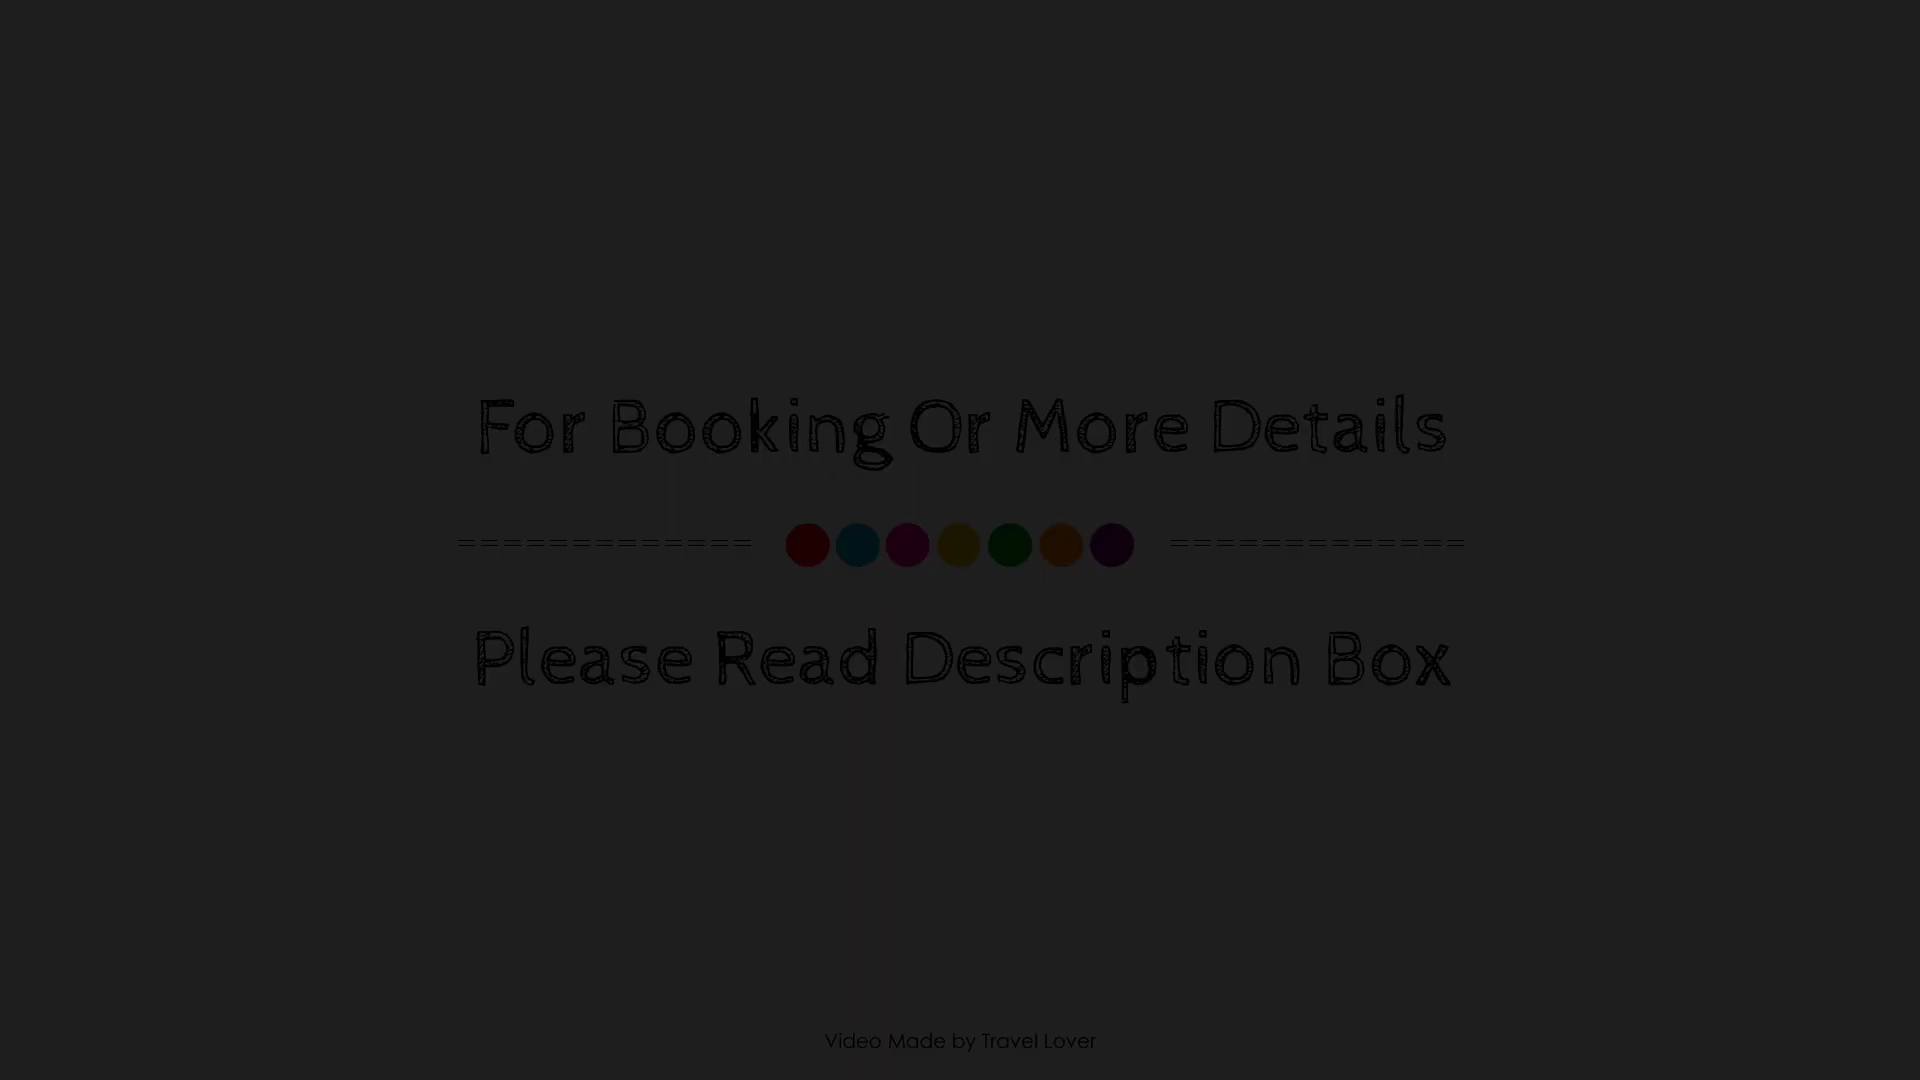 For Booking Or More Details
============= =============
Please Read Description Box
Video Made by Travel Lover